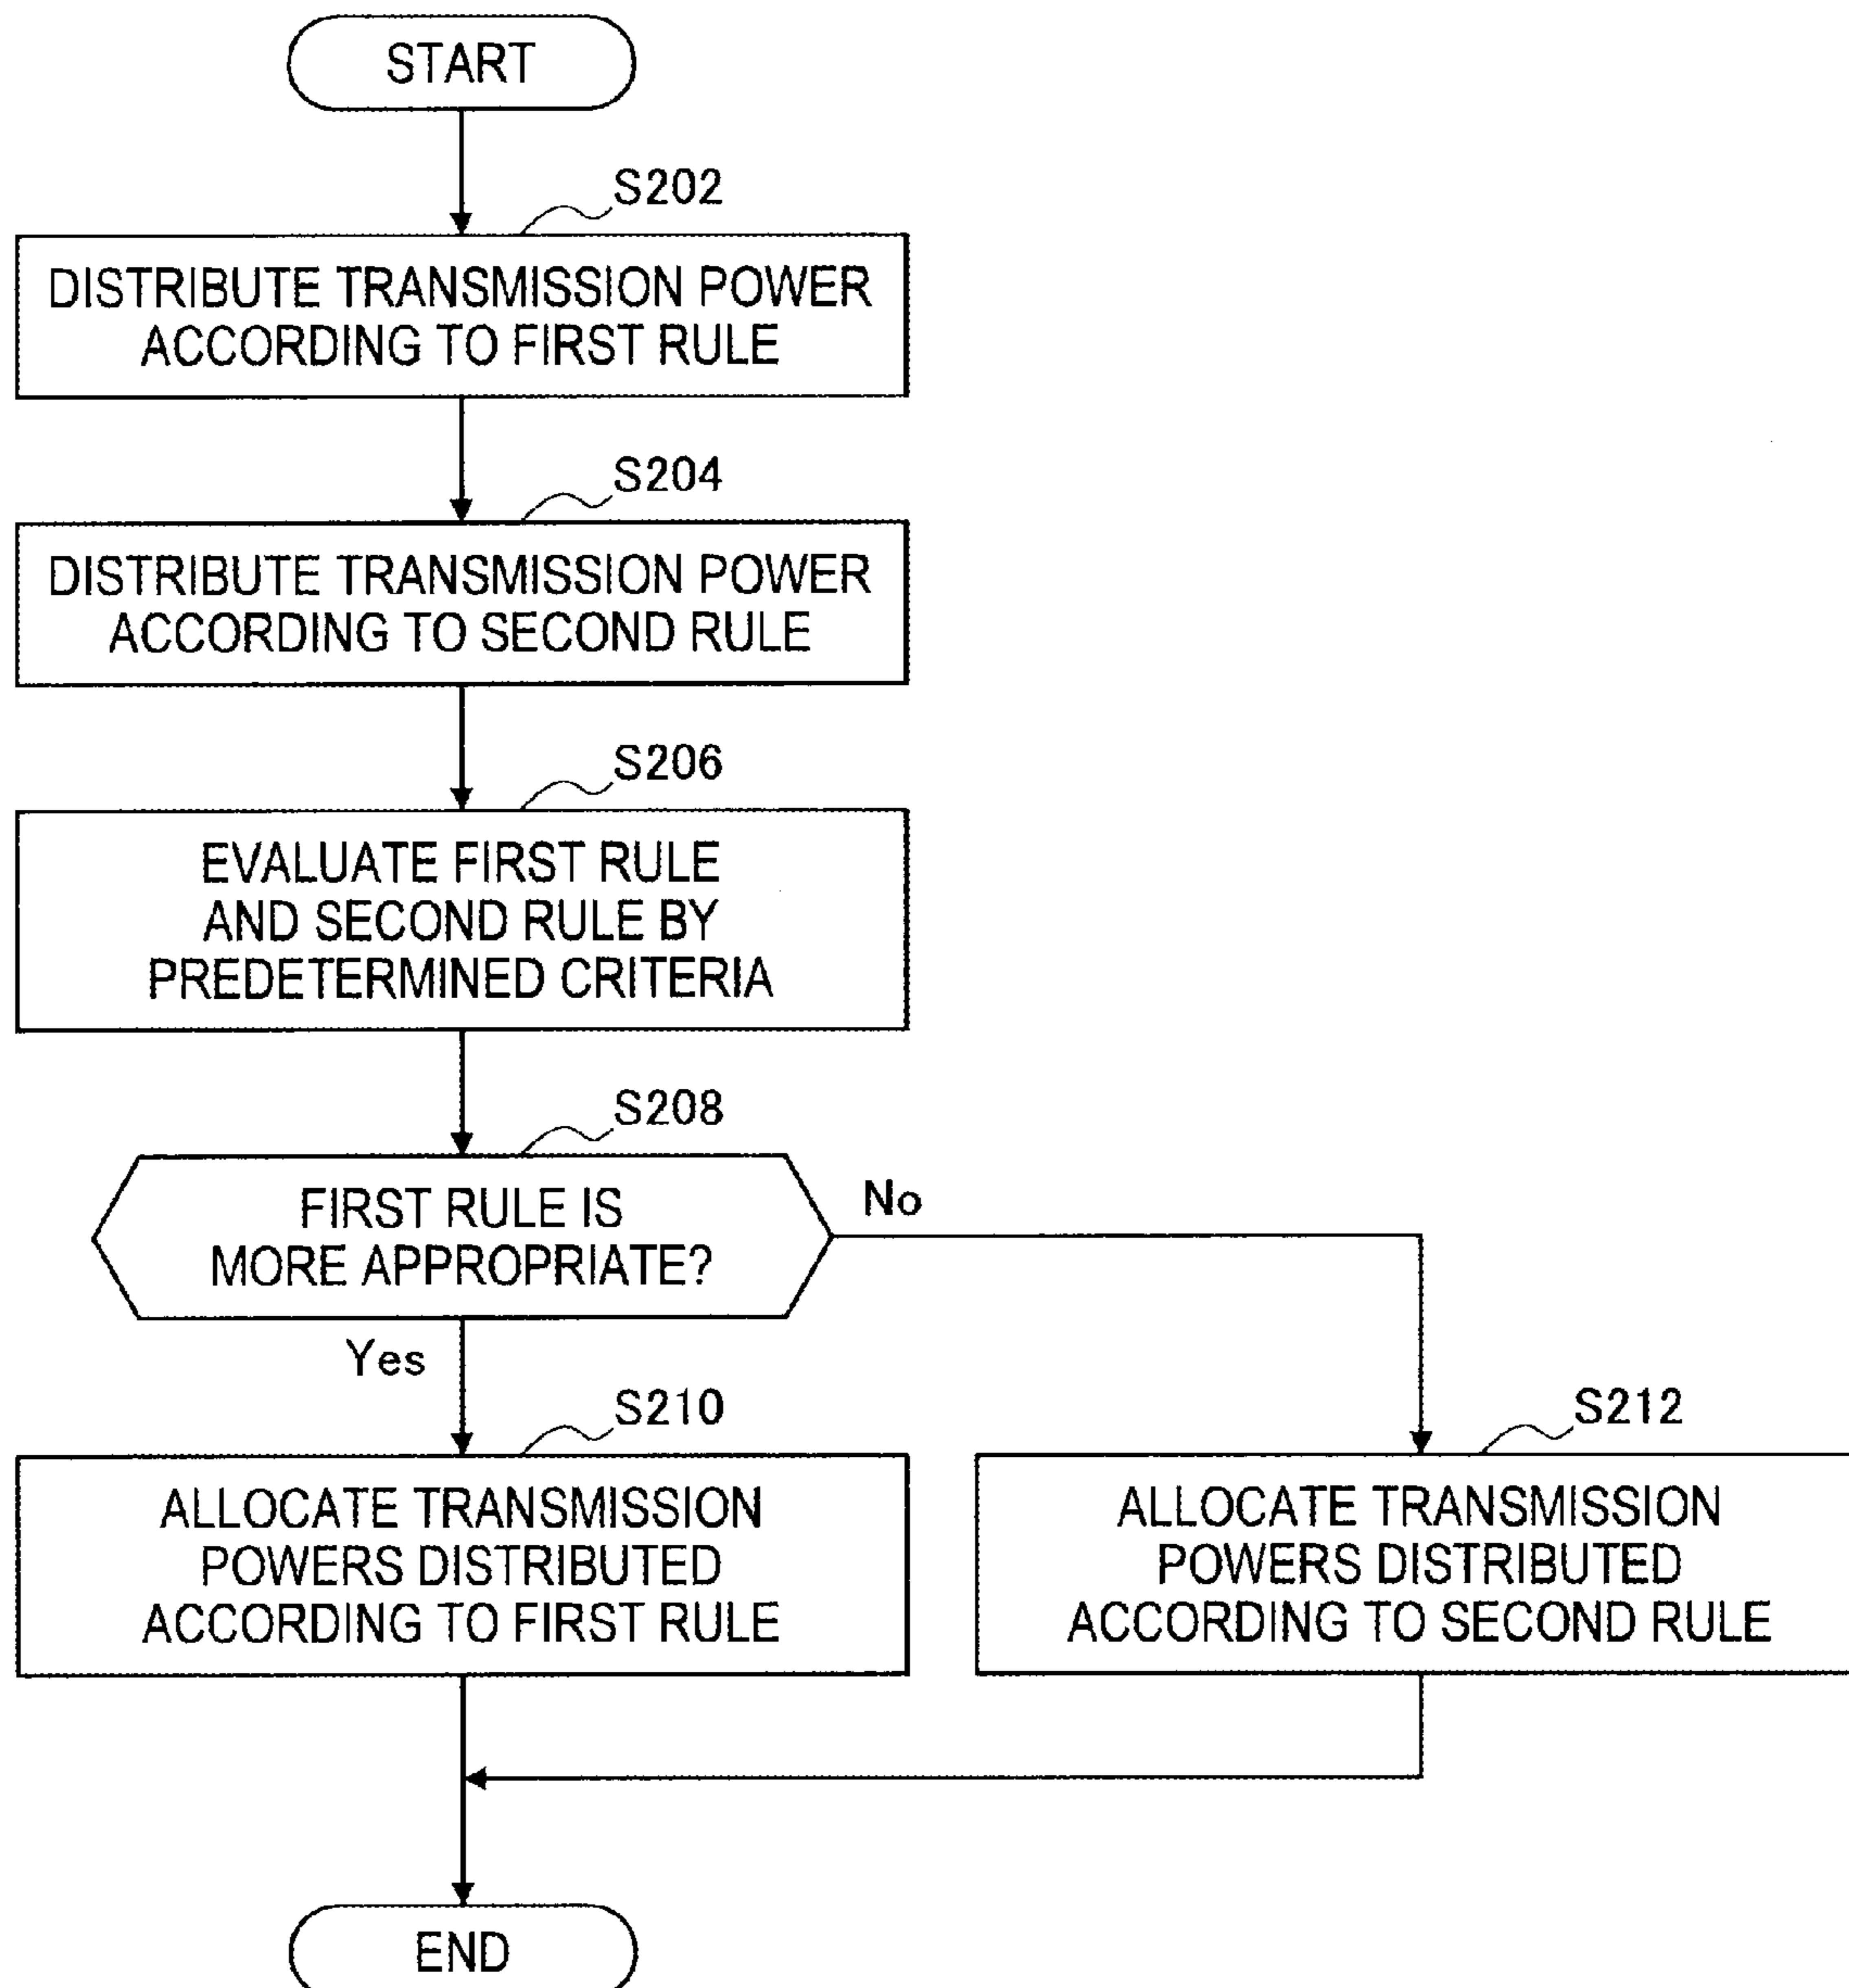 START
S202
DISTRIBUTE TRANSMISSION POWER
ACCORDING TO FIRST RULE
S204
DISTRIBUTE TRANSMISSION POWER
ACCORDING TO SECOND RULE
S206
EVALUATE FIRST RULE
AND SECOND RULE BY
PREDETERMINED CRITERIA
S208
FIRST RULE IS
MORE APPROPRIATE?
No
Yes
S210
ALLOCATE TRANSMISSION
POWERS DISTRIBUTED
ACCORDING TO FIRST RULE
S212
ALLOCATE TRANSMISSION
POWERS DISTRIBUTED
ACCORDING TO SECOND RULE
END